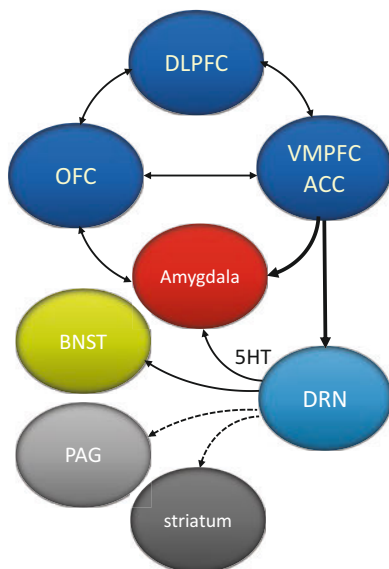 DLPFC
OFC
VMPFC
ACC
Amygdala
BNST
5HT
DRN
PAG
striatum